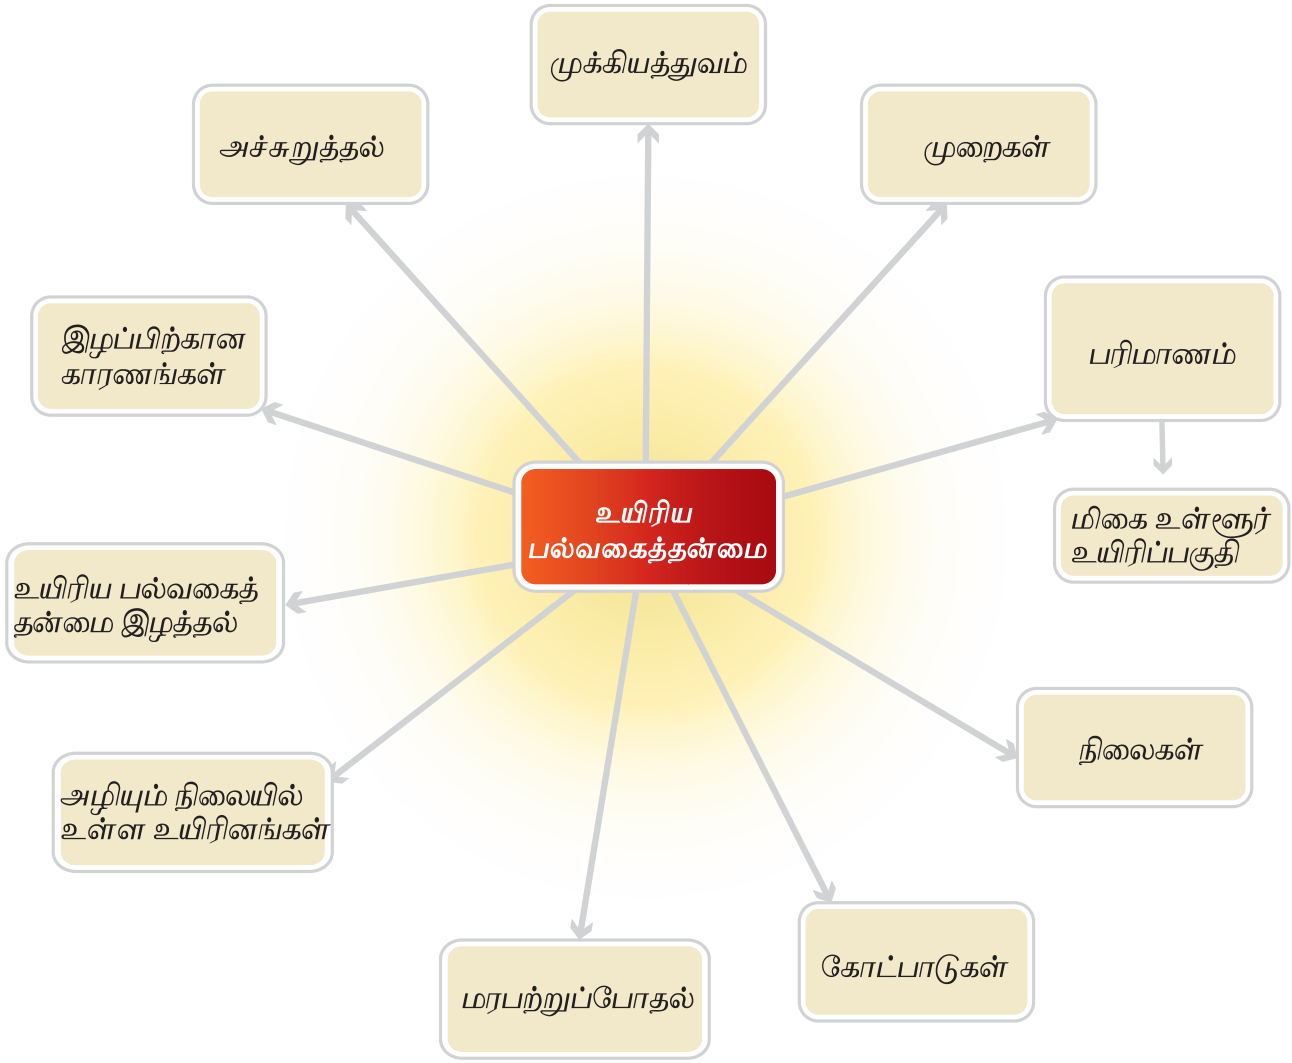 முக்கியத்துவம்
அச்சுறுத்தல்
முறைகள்
இழப்பிற்கான
காரணங்கள்
பரிமாணம்
உயிரிய
பல்வகைத்தன்மை
மிகை உள்ளூர்
உயிரிப்பகுதி
உயிரிய பல்வகைத்
தன்மை இழத்தல்
நிலைகள்
அழியும் நிலையில்
உள்ள உயிரினங்கள்
கோட்பாடுகள்
மரபற்றுப்போதல்